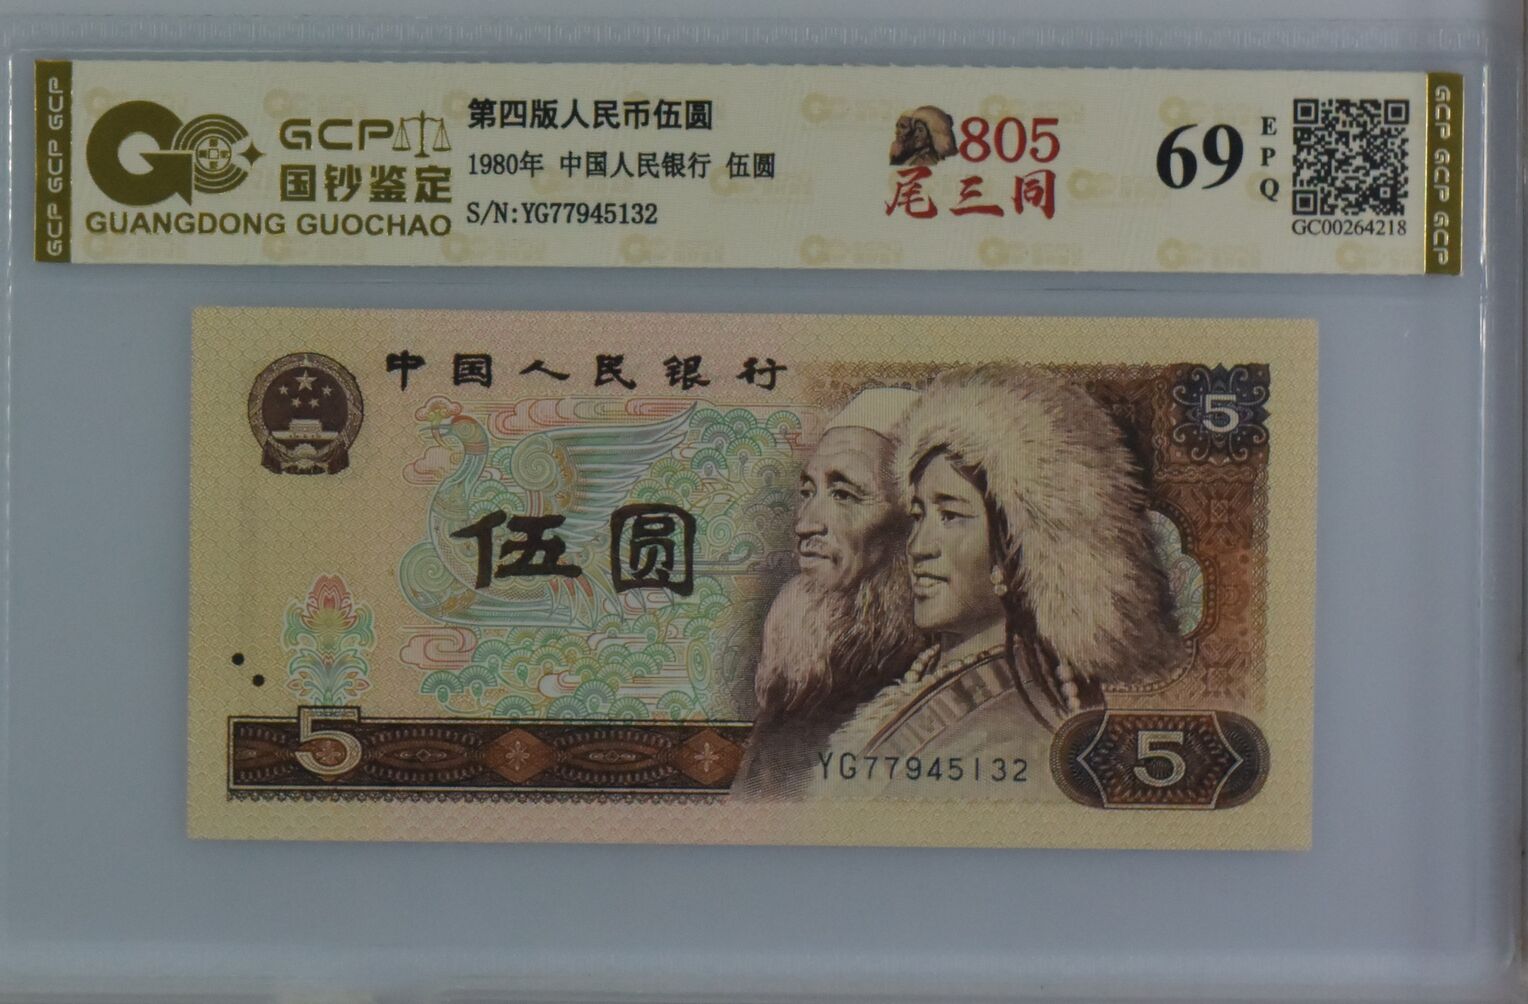 GCP GCP GCP
GCP
国钞鉴定
GUANGDONG GUOCHAO
第四版人民币伍圆
1980年 中国人民银行 伍圆
S/N:YG77945132
805
尾三同
69
EPQ
GC00264218
GCP GCP GCP
中国人民银行
5
伍圆
5
YG77945132
5